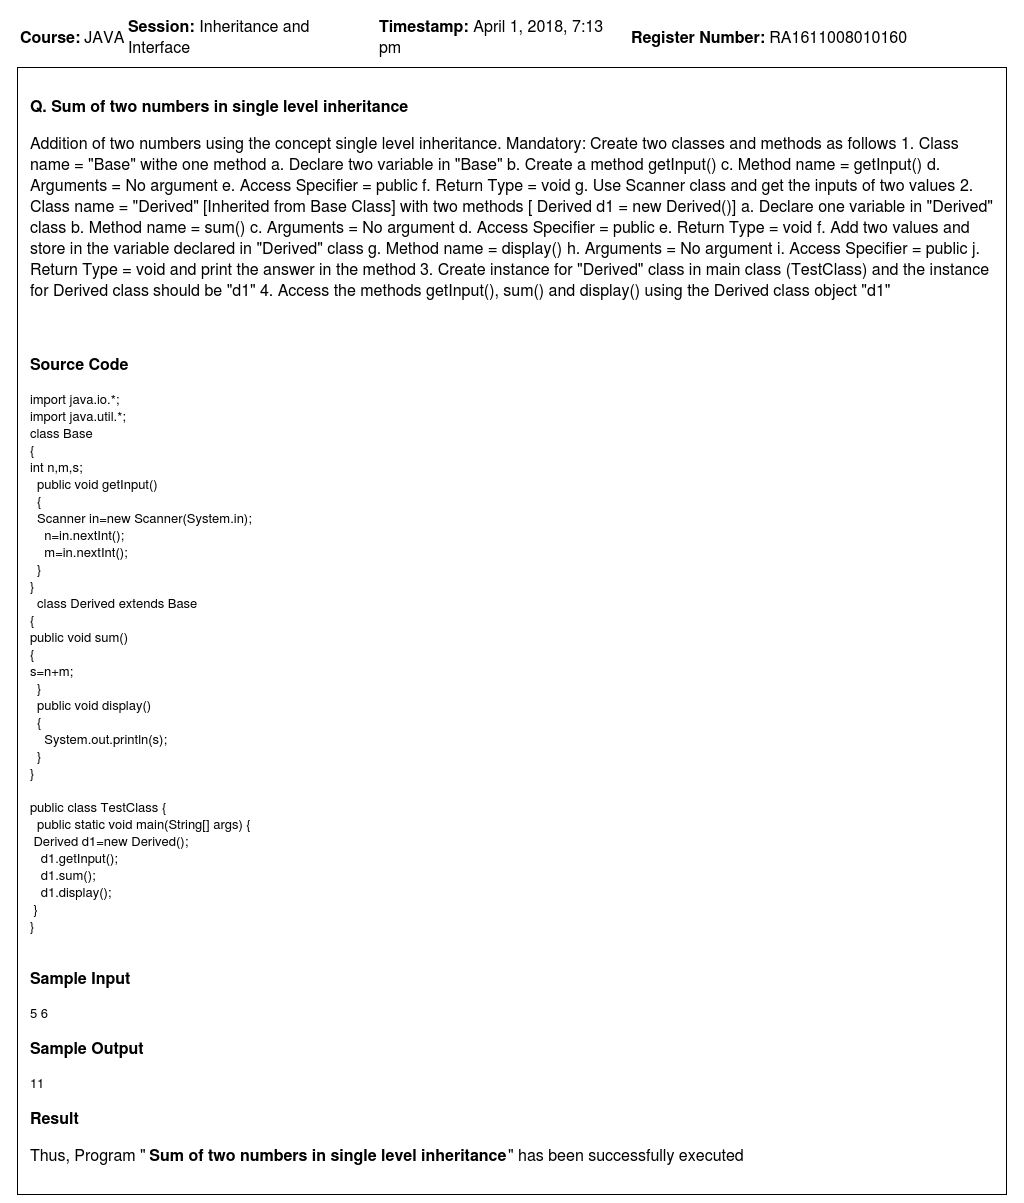 Course: JAVA Session: Inheritance and Interface Timestamp: April 1, 2018, 7:13 pm Register Number: RA1611008010160
Q. Sum of two numbers in single level inheritance
Addition of two numbers using the concept single level inheritance. Mandatory: Create two classes and methods as follows 1. Class
name = "Base" withe one method a. Declare two variable in "Base" b. Create a method getInput() c. Method name = getInput() d.
Arguments = No argument e. Access Specifier = public f. Return Type = void g. Use Scanner class and get the inputs of two values 2.
Class name = "Derived" [Inherited from Base Class] with two methods [ Derived d1 = new Derived()] a. Declare one variable in "Derived"
class b. Method name = sum() c. Arguments = No argument d. Access Specifier = public e. Return Type = void f. Add two values and
store in the variable declared in "Derived" class g. Method name = display() h. Arguments = No argument i. Access Specifier = public j.
Return Type = void and print the answer in the method 3. Create instance for "Derived" class in main class (TestClass) and the instance
for Derived class should be "d1" 4. Access the methods getInput(), sum() and display() using the Derived class object "d1"
Source Code
import java.io.*;
import java.util.*;
class Base
{
int n,m,s;
public void getInput()
{
Scanner in=new Scanner(System.in);
n=in.nextInt();
m=in.nextInt();
}
}
class Derived extends Base
{
public void sum()
{
s=n+m;
}
public void display()
{
System.out.println(s);
}
}
public class TestClass {
public static void main(String[] args) {
Derived d1=new Derived();
d1.getInput();
d1.sum();
d1.display();
}
}
Sample Input
5 6
Sample Output
11
Result
Thus, Program " Sum of two numbers in single level inheritance" has been successfully executed